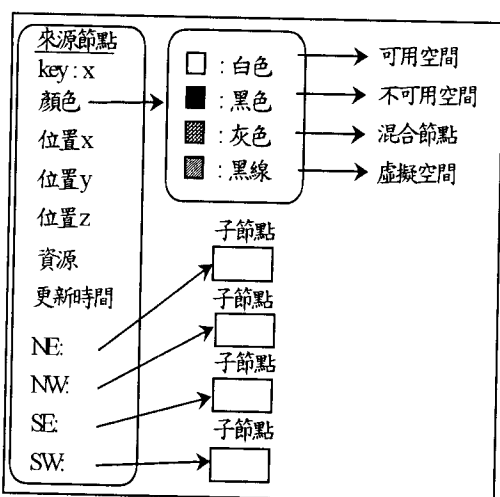 來源節點
key : x
顏色
位置x
位置y
位置z
資源
更新時間
NE:
NW:
SE:
SW:
: 白色
: 黑色
: 灰色
: 黑線
可用空間
不可用空間
混合節點
虛擬空間
子節點
子節點
子節點
子節點